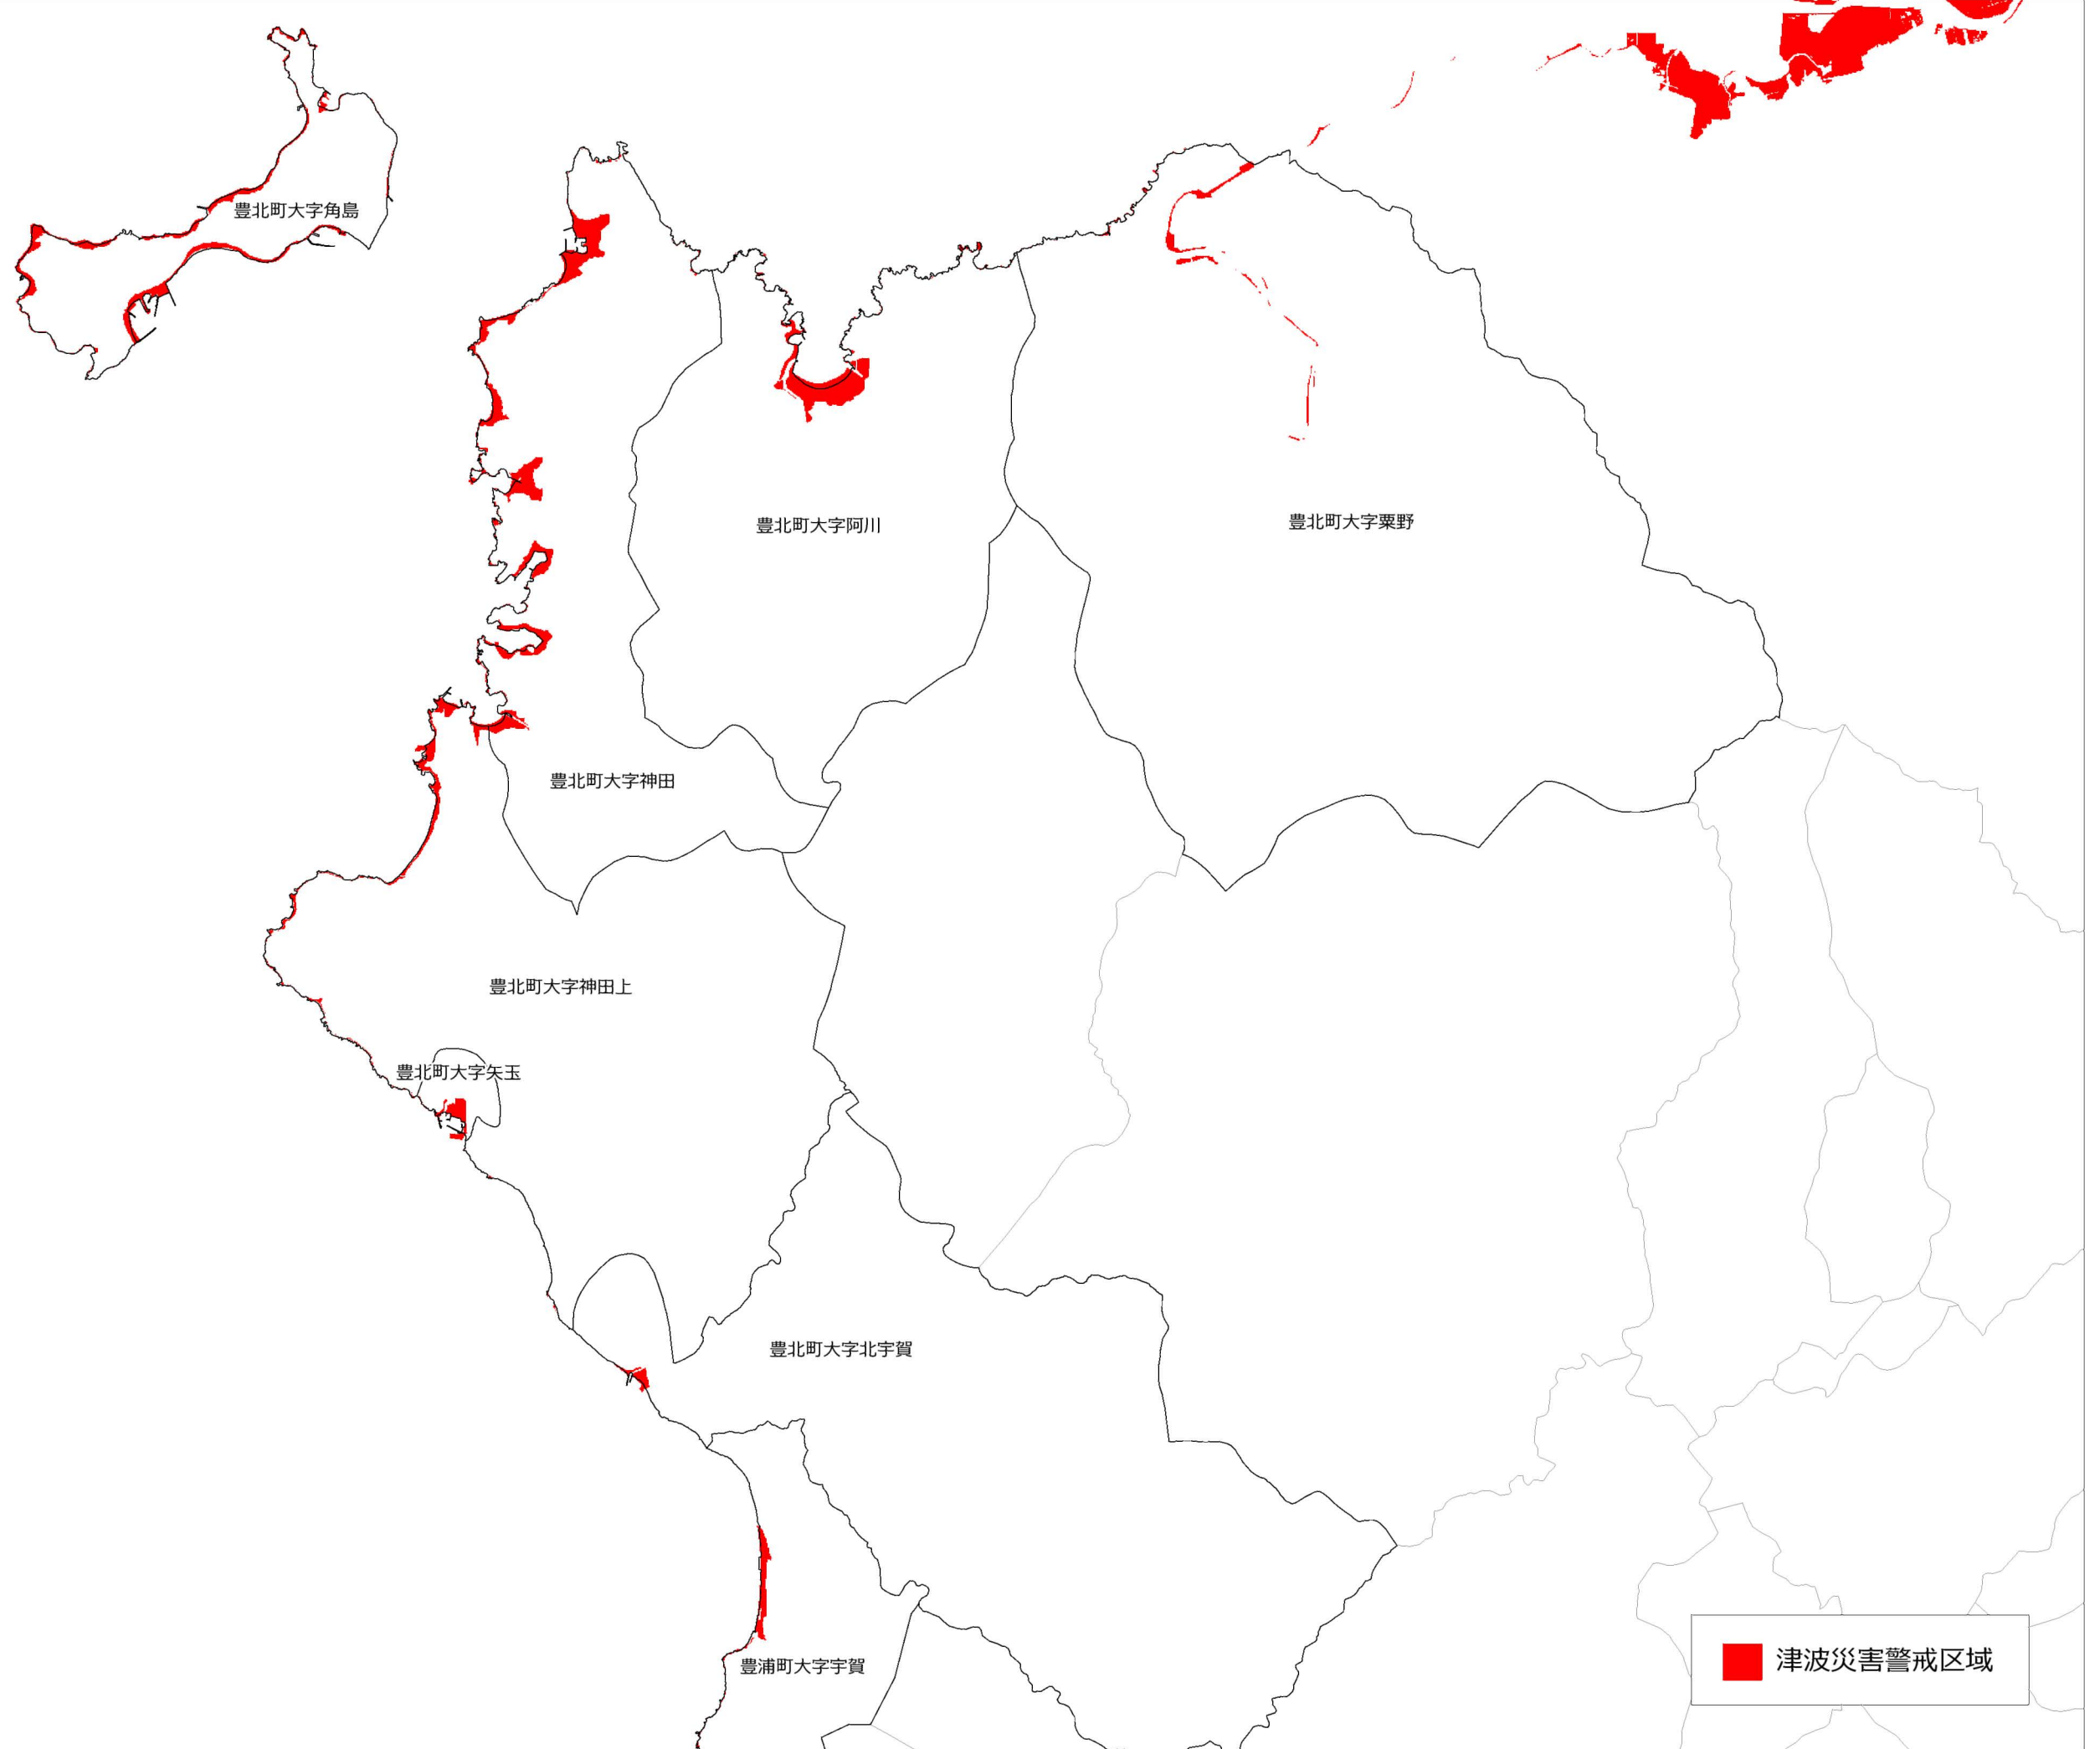 豊北町大字角島
豊北町大字阿川
豊北町大字粟野
豊北町大字神田
豊北町大字神田上
豊北町大字矢玉
豊北町大字北宇賀
豊浦町大字宇賀
津波災害警戒区域